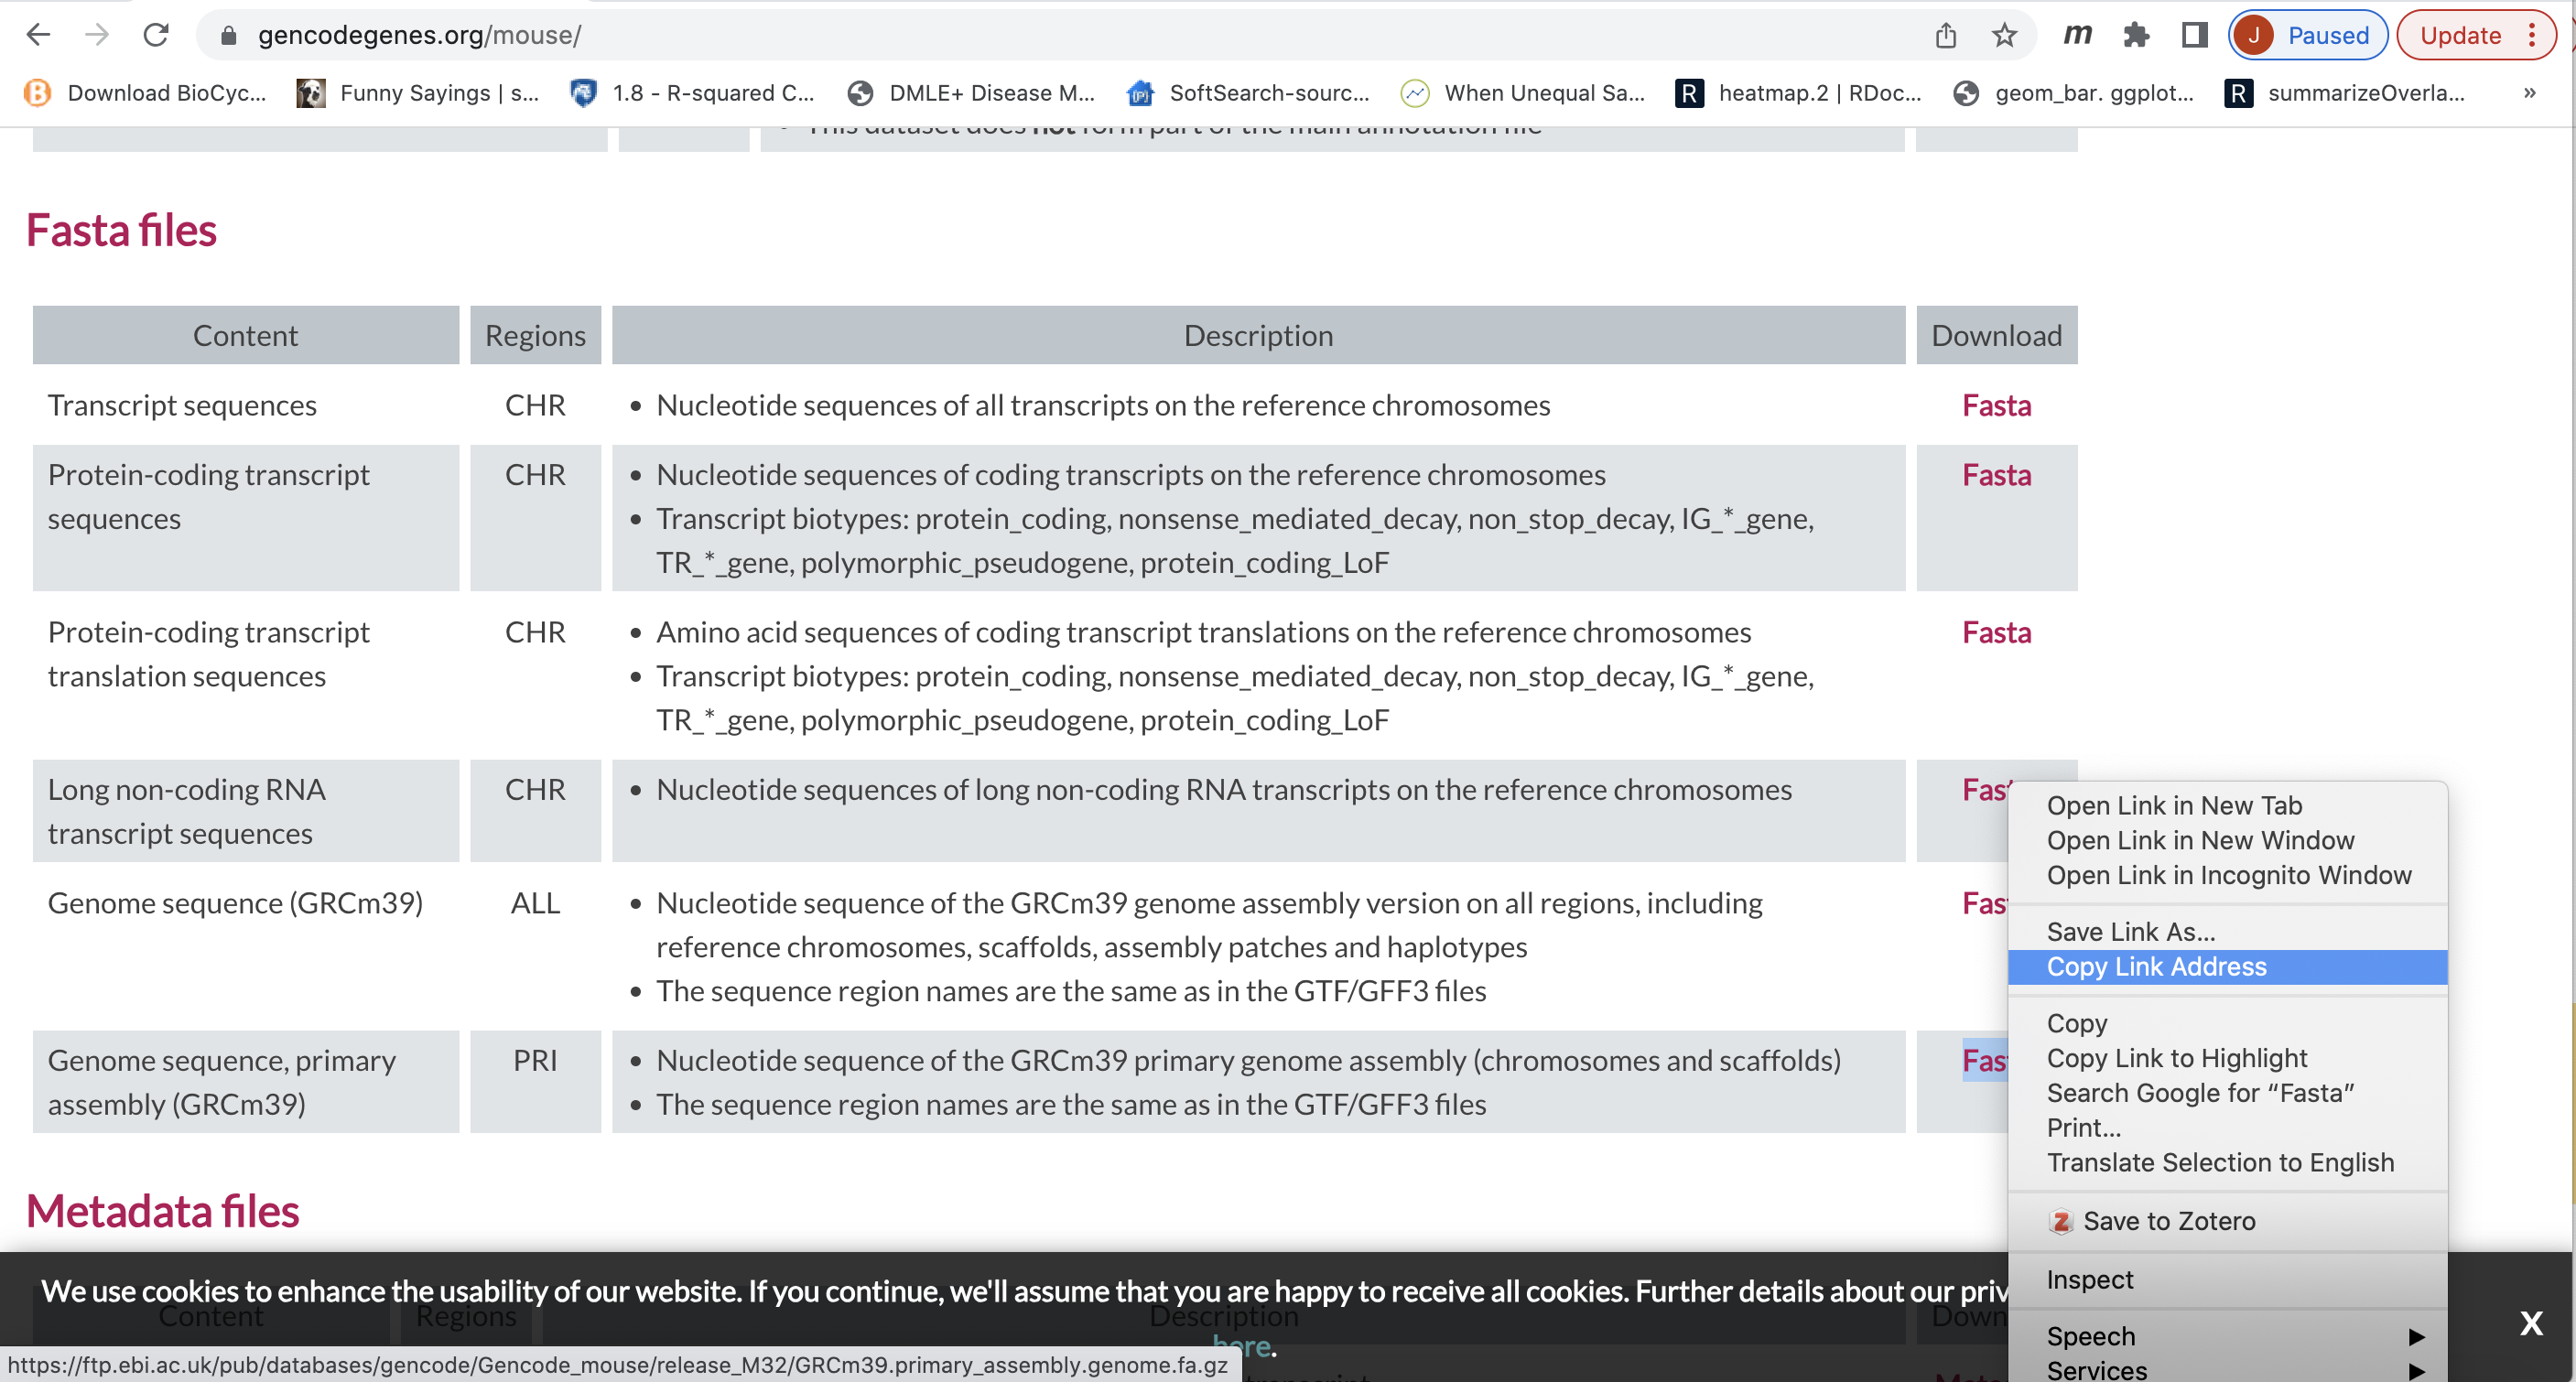 gencodegenes.org/mouse/
m
J
Paused
Update
Download BioCyc...
Funny Sayings | s...
1.8 - R-squared C...
DMLE+ Disease M...
SoftSearch-sourc...
When Unequal Sa...
R
heatmap.2 | RDoc...
geom_bar. ggplot...
R
summarizeOverla...
»
This dataset does not form part of the main annotation file
Fasta files
Content Regions Description Download
Transcript sequences CHR • Nucleotide sequences of all transcripts on the reference chromosomes Fasta
Protein-coding transcript CHR • Nucleotide sequences of coding transcripts on the reference chromosomes Fasta
sequences • Transcript biotypes: protein_coding, nonsense_mediated_decay, non_stop_decay, IG_*_gene,
TR_*_gene, polymorphic_pseudogene, protein_coding_LoF
Protein-coding transcript CHR • Amino acid sequences of coding transcript translations on the reference chromosomes Fasta
translation sequences • Transcript biotypes: protein_coding, nonsense_mediated_decay, non_stop_decay, IG_*_gene,
TR_*_gene, polymorphic_pseudogene, protein_coding_LoF
Long non-coding RNA CHR • Nucleotide sequences of long non-coding RNA transcripts on the reference chromosomes Fas
transcript sequences
Genome sequence (GRCm39) ALL • Nucleotide sequence of the GRCm39 genome assembly version on all regions, including Fas
reference chromosomes, scaffolds, assembly patches and haplotypes
• The sequence region names are the same as in the GTF/GFF3 files
Genome sequence, primary PRI • Nucleotide sequence of the GRCm39 primary genome assembly (chromosomes and scaffolds) Fas
assembly (GRCm39) • The sequence region names are the same as in the GTF/GFF3 files
Metadata files
Open Link in New Tab
Open Link in New Window
Open Link in Incognito Window
Save Link As...
Copy Link Address
Copy
Copy Link to Highlight
Search Google for “Fasta”
Print...
Translate Selection to English
Z Save to Zotero
Inspect
Speech
Services
We use cookies to enhance the usability of our website. If you continue, we'll assume that you are happy to receive all cookies. Further details about our priv
Content Regions Description Down
here.
X
https://ftp.ebi.ac.uk/pub/databases/gencode/Gencode_mouse/release_M32/GRCm39.primary_assembly.genome.fa.gz